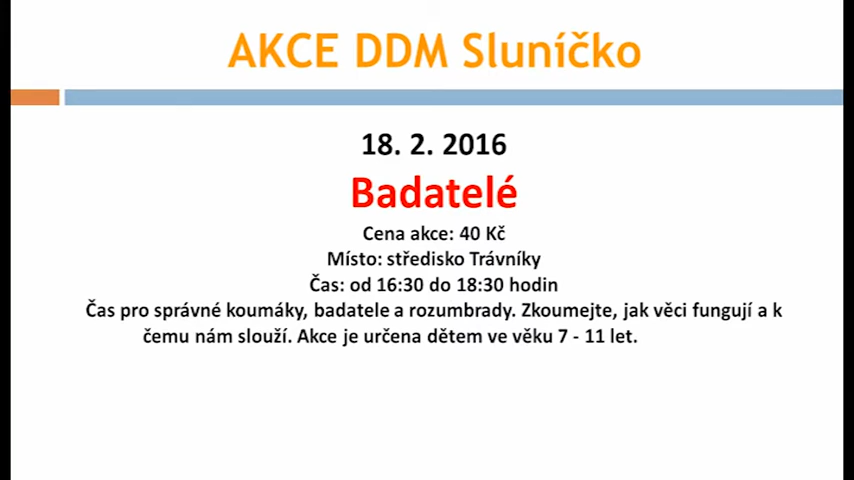 AKCE DDM Sluníčko
18. 2. 2016
Badatelé
Cena akce: 40 Kč
Místo: středisko Trávníky
Čas: od 16:30 do 18:30 hodin
Čas pro správné koumáky, badatele a rozumbrady. Zkoumejte, jak věci fungují a k
čemu nám slouží. Akce je určena dětem ve věku 7 - 11 let.